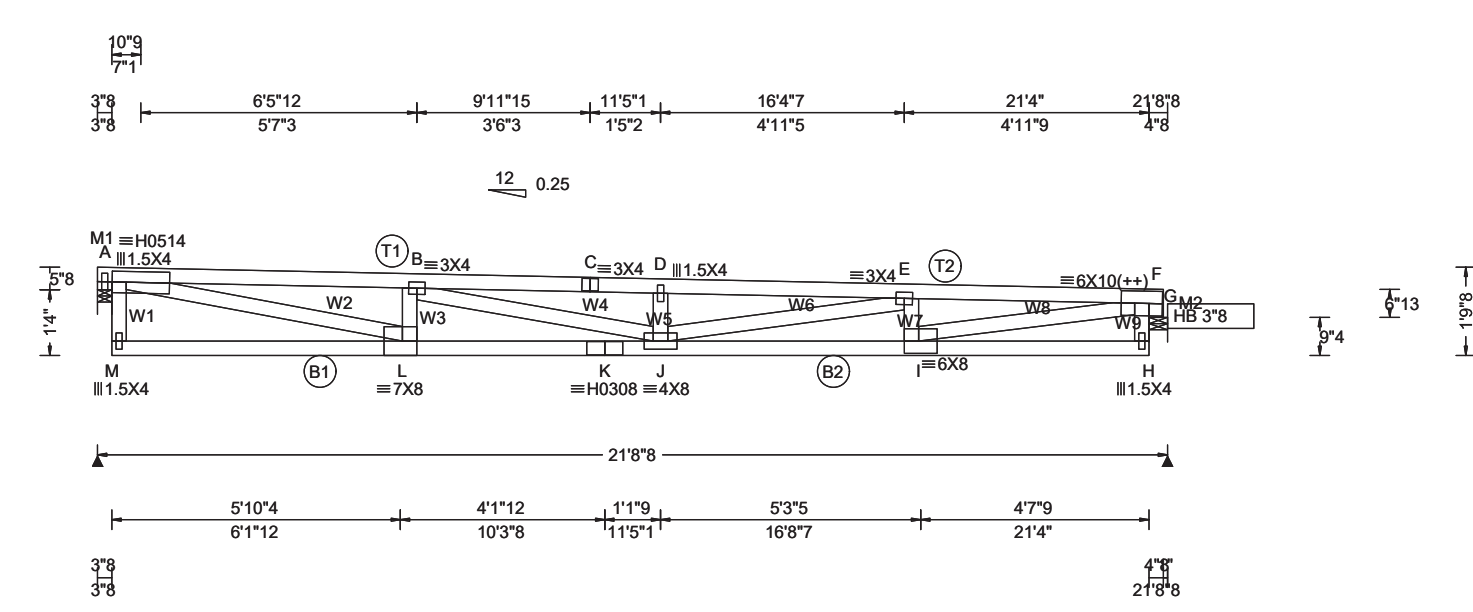 10"9
7"1
3"8 6'5"12 9'11"15 11'5"1 16'4"7 21'4" 21'8"8
3"8 5'7"3 3'6"3 1'5"2 4'11"5 4'11"9 4"8
12 0.25
M1 ≡H0514
A |||1.5X4
T1 B ≡3X4
C ≡3X4 D |||1.5X4
≡3X4 E T2
≡6X10(++) F
5"8
1'4"
W1 W2 W3 W4 W5 W6 W7 W8 W9
G M2
HB 3"8
6"13
9"4
1'9"8
M B1 L K J B2 I ≡6X8 H
|||1.5X4 ≡7X8 ≡H0308 ≡4X8 |||1.5X4
21'8"8
5'10"4 4'1"12 1'1"9 5'3"5 4'7"9
6'1"12 10'3"8 11'5"1 16'8"7 21'4"
3"8
3"8 21'8"8